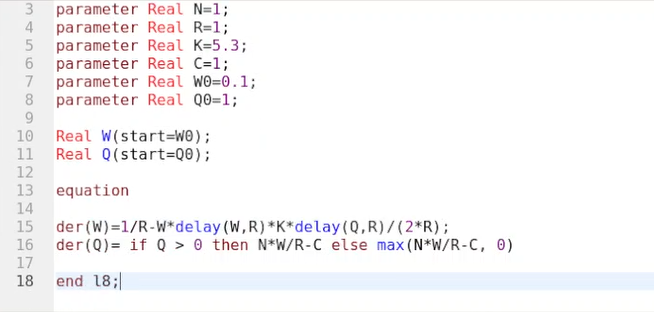 3 parameter Real N=1;
4 parameter Real R=1;
5 parameter Real K=5.3;
6 parameter Real C=1;
7 parameter Real W0=0.1;
8 parameter Real Q0=1;
9
10 Real W(start=W0);
11 Real Q(start=Q0);
12
13 equation
14
15 der(W)=1/R-W*delay(W,R)*K*delay(Q,R)/(2*R);
16 der(Q)= if Q > 0 then N*W/R-C else max(N*W/R-C, 0)
17
18 end l8;